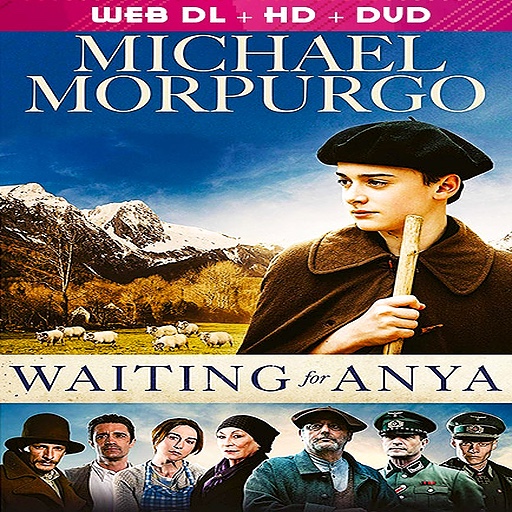 WEB DL + HD + DVD
MICHAEL
MORPURGO
WAITING for ANYA